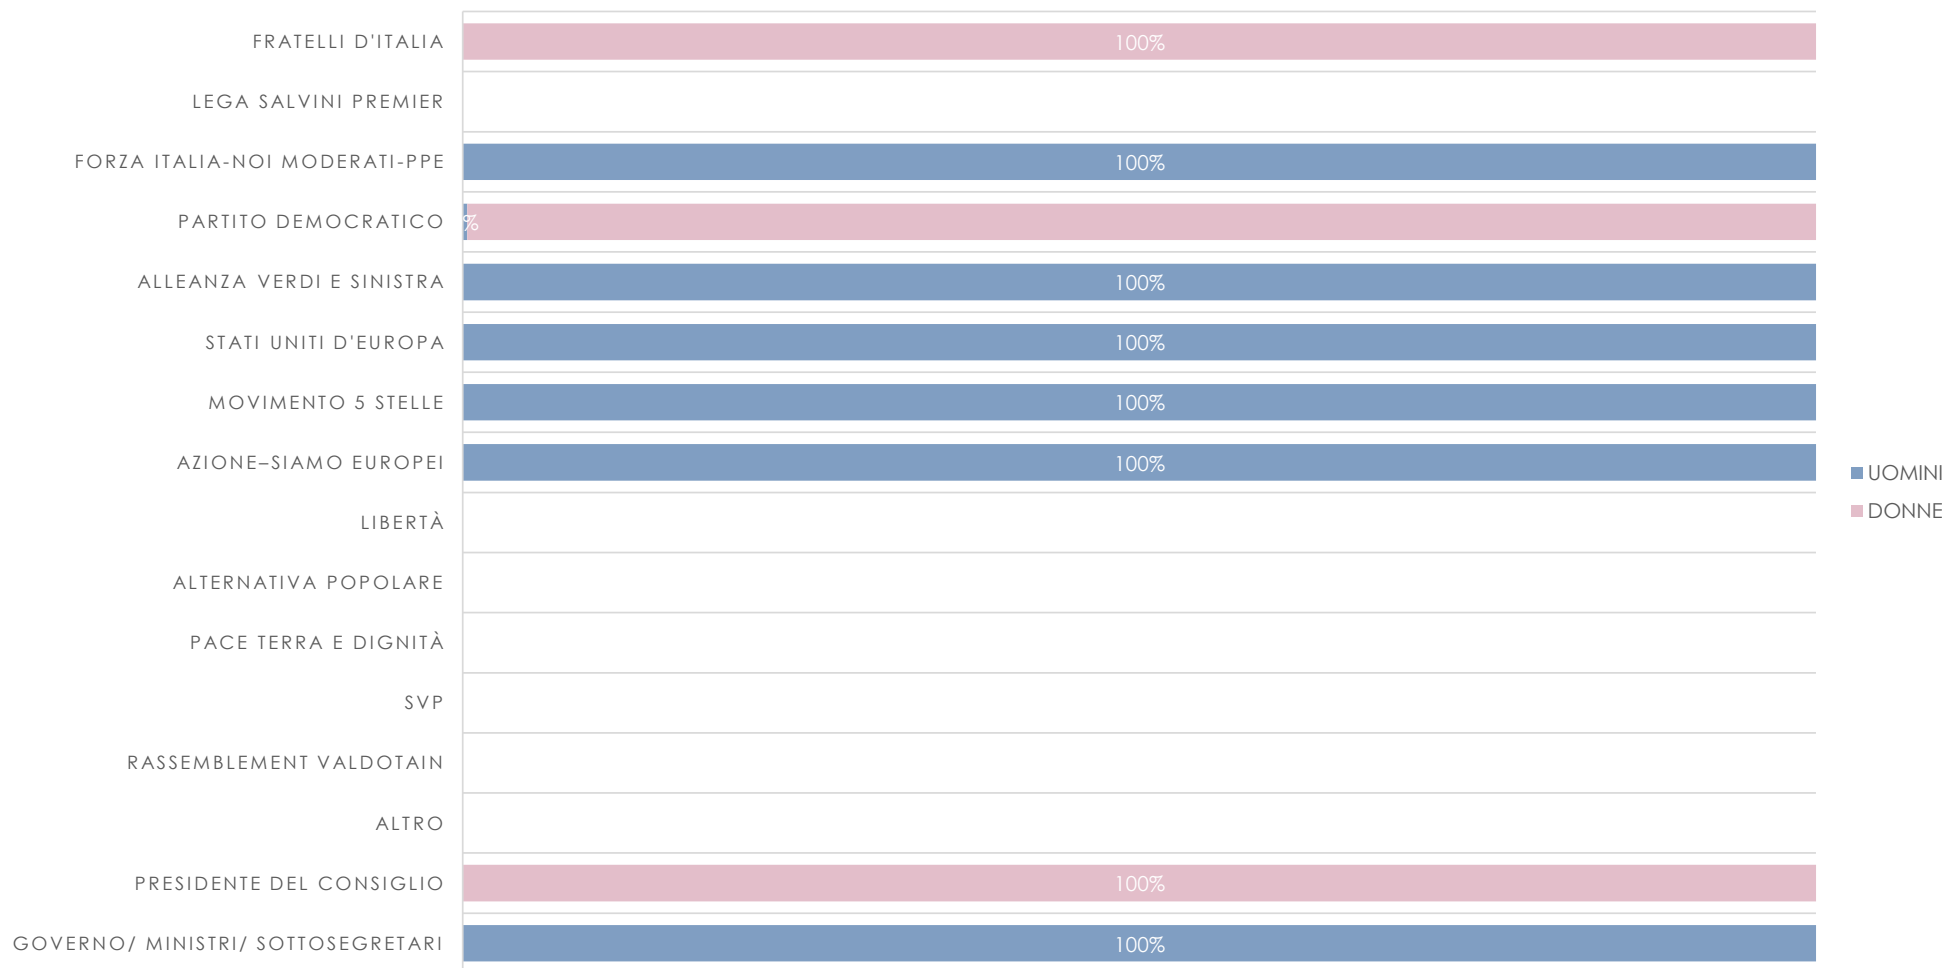 FRATELLI D'ITALIA 100%
LEGA SALVINI PREMIER
FORZA ITALIA-NOI MODERATI-PPE 100%
PARTITO DEMOCRATICO %
ALLEANZA VERDI E SINISTRA 100%
STATI UNITI D'EUROPA 100%
MOVIMENTO 5 STELLE 100%
AZIONE–SIAMO EUROPEI 100%
UOMINI
DONNE
LIBERTÀ
ALTERNATIVA POPOLARE
PACE TERRA E DIGNITÀ
SVP
RASSEMBLEMENT VALDOTAIN
ALTRO
PRESIDENTE DEL CONSIGLIO 100%
GOVERNO/ MINISTRI/ SOTTOSEGRETARI 100%